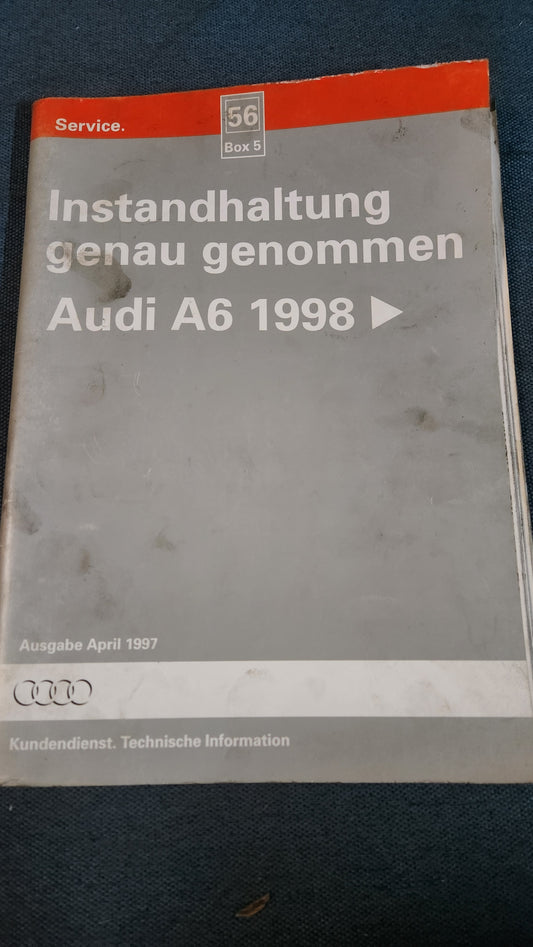 Service.
56
Box 5
Instandhaltung
genau genommen
Audi A6 1998 ▶
Ausgabe April 1997
Kundendienst. Technische Information